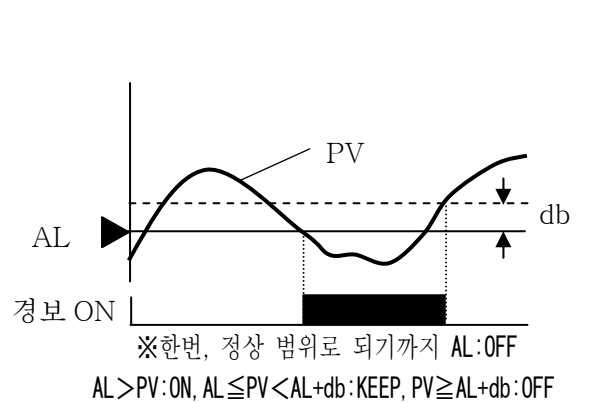 PV
db
AL
경보 ON
※한번, 정상 범위로 되기까지 AL:OFF
AL>PV:ON, AL≦PV<AL+db:KEEP, PV≧AL+db:OFF